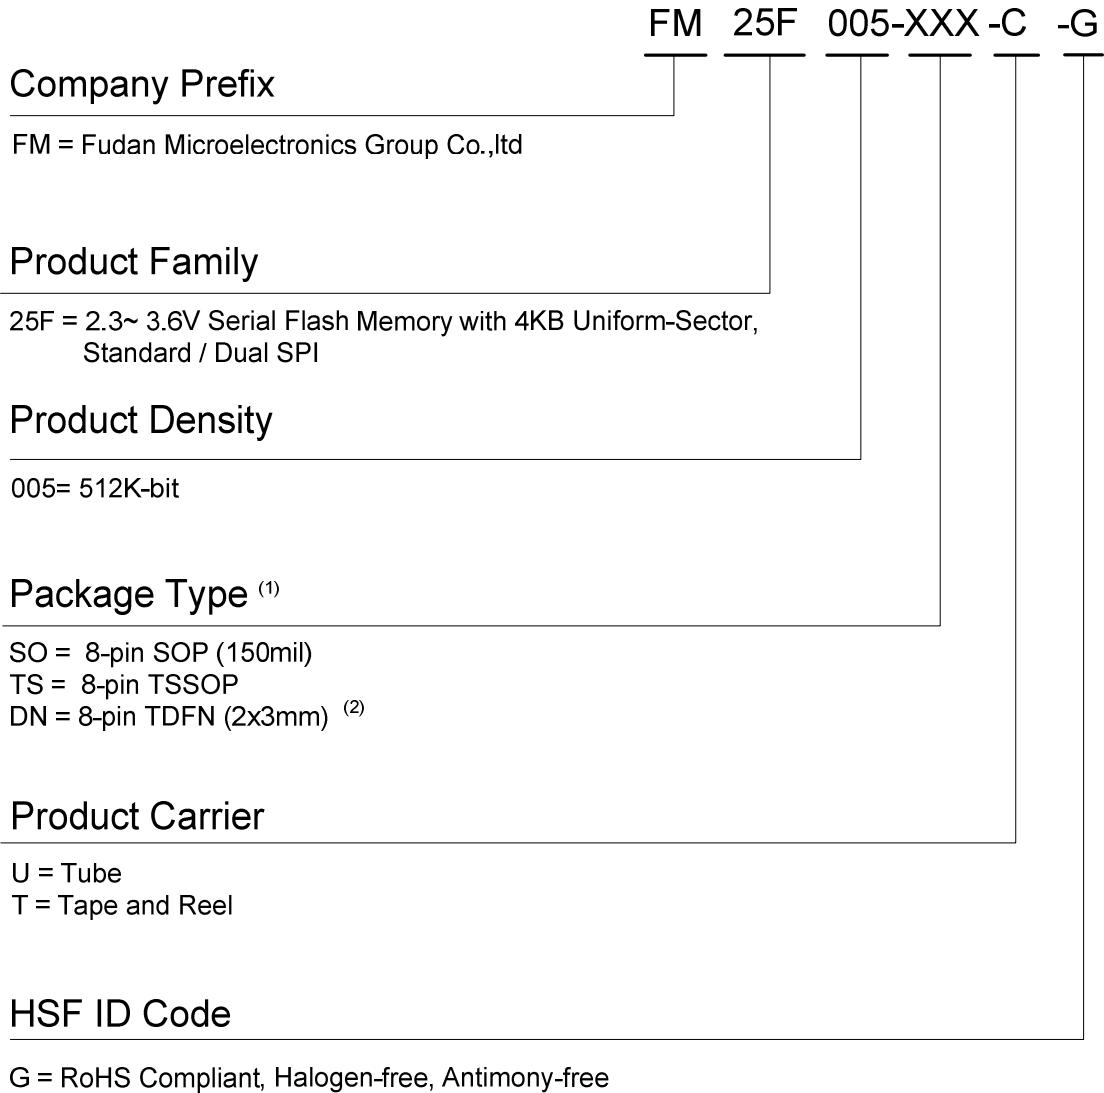 FM 25F 005-XXX -C -G
Company Prefix
FM = Fudan Microelectronics Group Co.,ltd
Product Family
25F = 2.3~ 3.6V Serial Flash Memory with 4KB Uniform-Sector,
Standard / Dual SPI
Product Density
005= 512K-bit
Package Type (1)
SO = 8-pin SOP (150mil)
TS = 8-pin TSSOP
DN = 8-pin TDFN (2x3mm) (2)
Product Carrier
U = Tube
T = Tape and Reel
HSF ID Code
G = RoHS Compliant, Halogen-free, Antimony-free